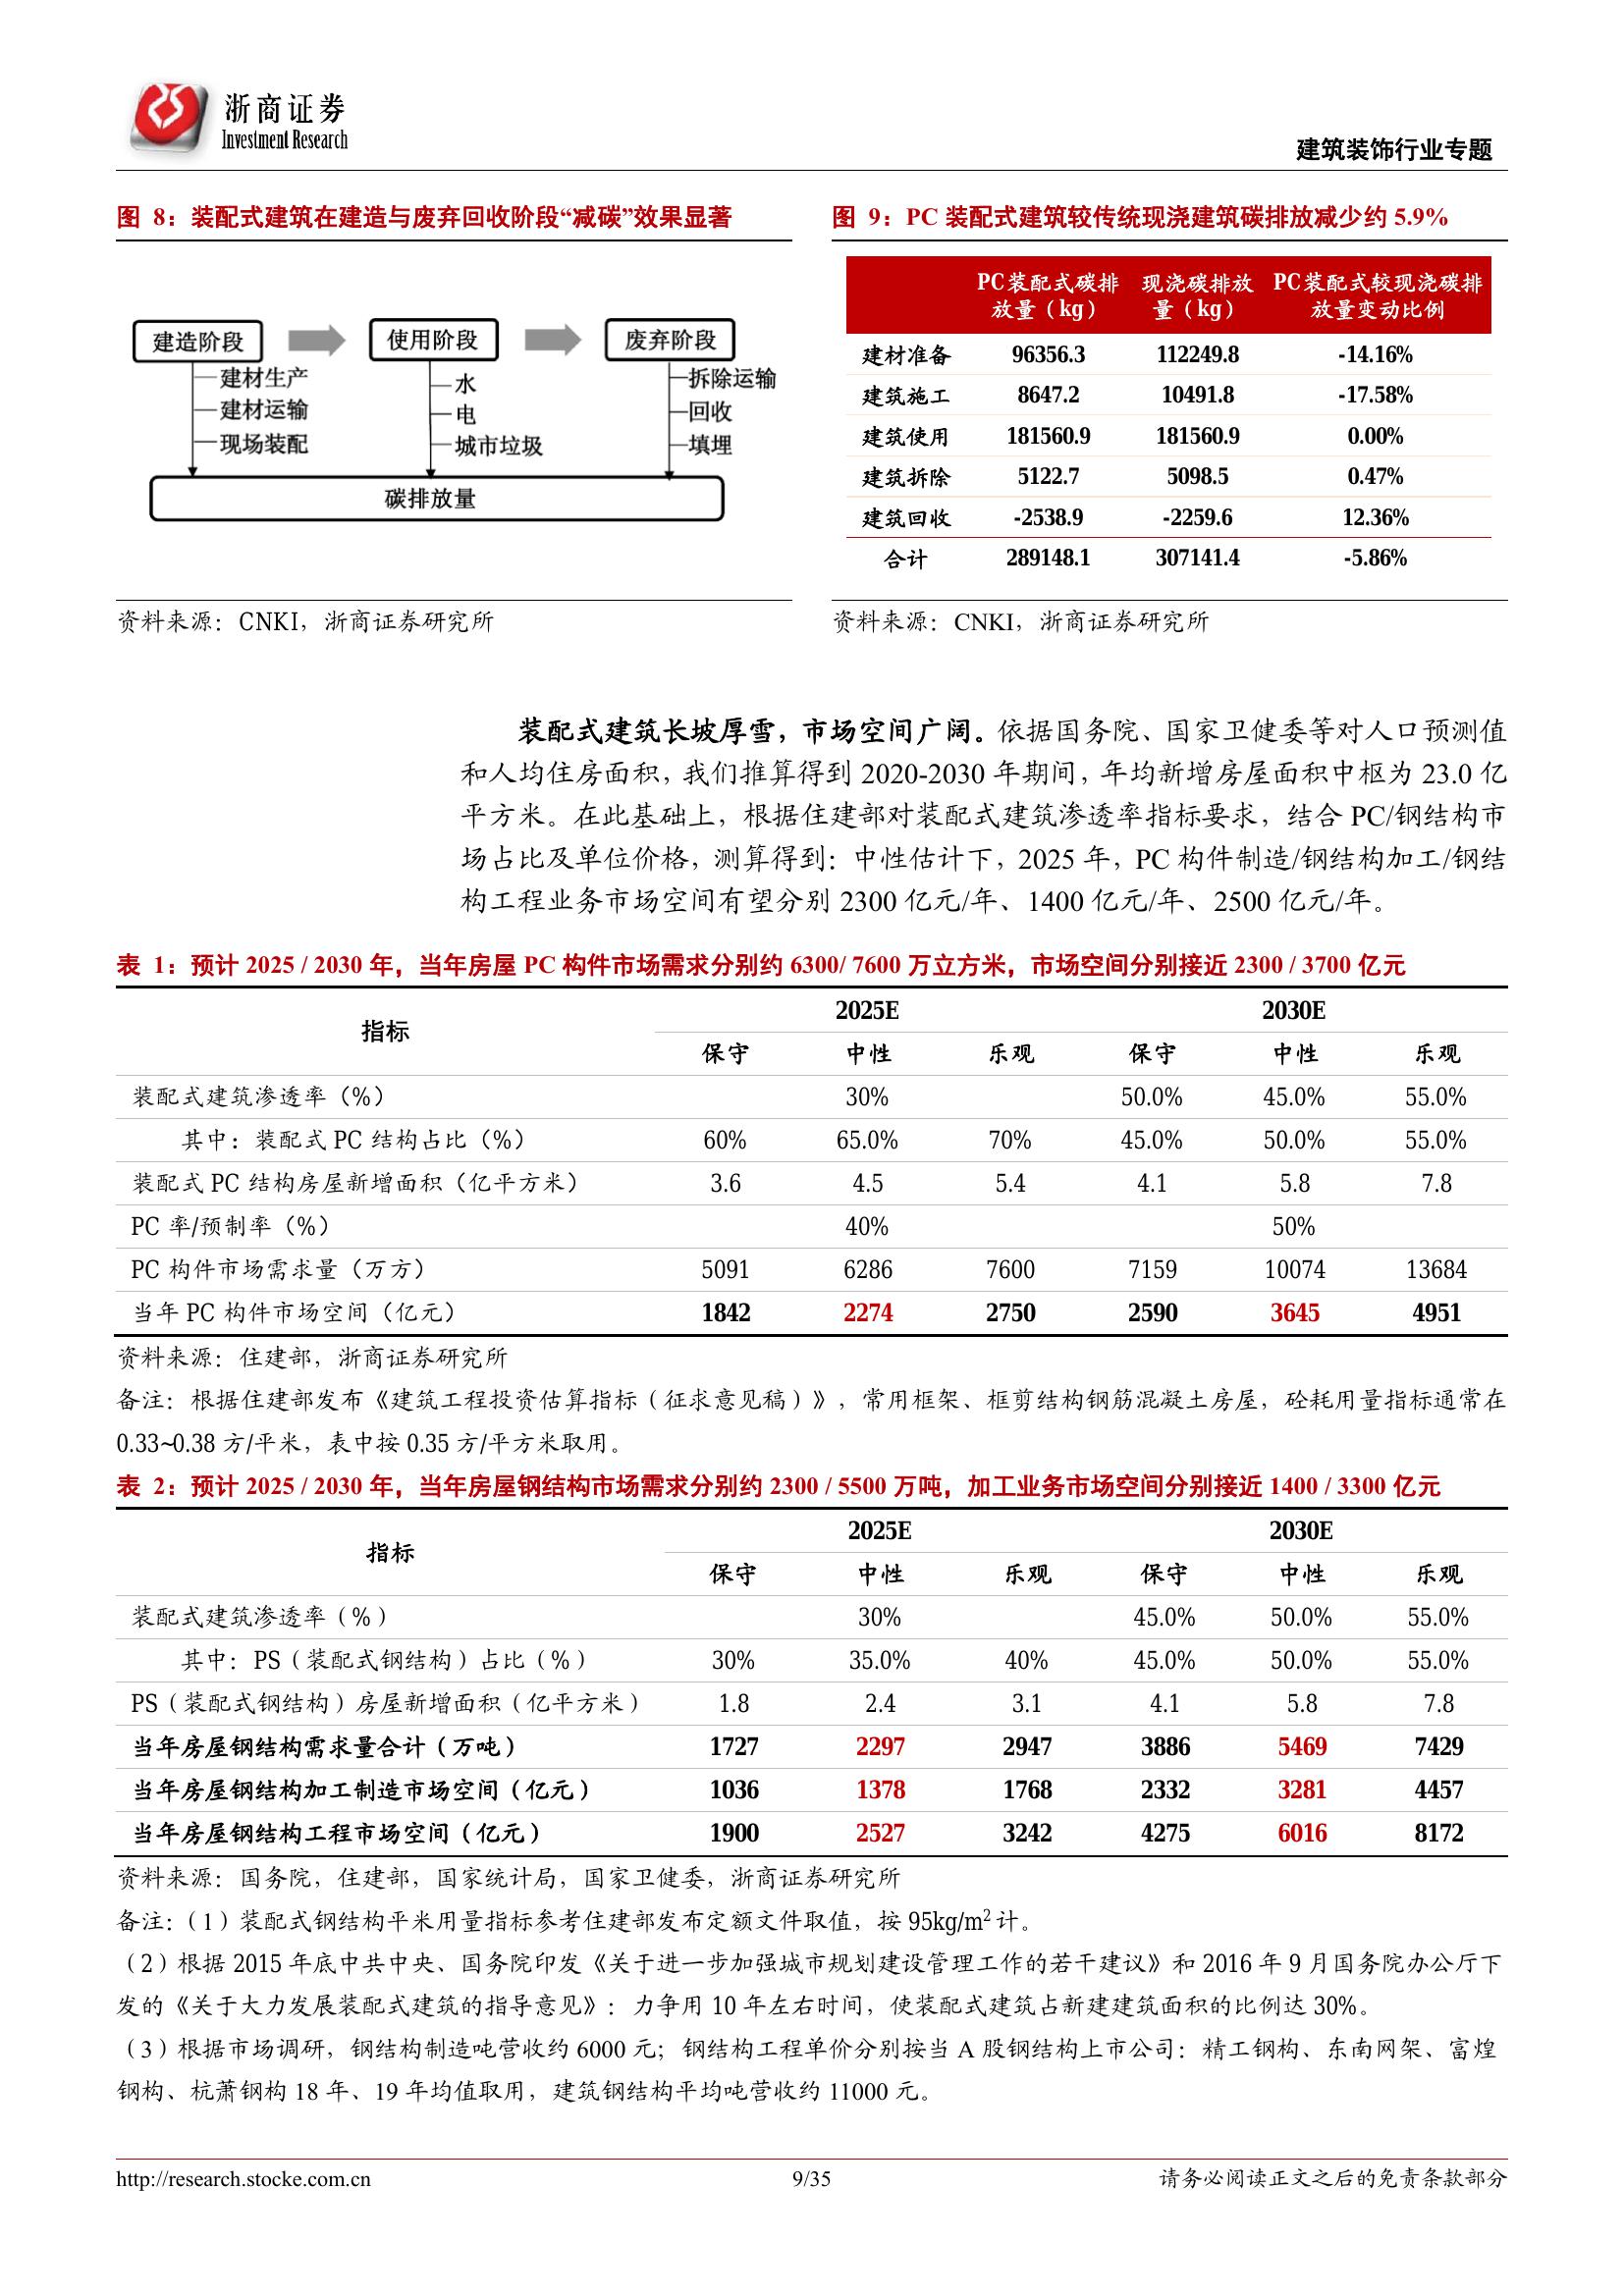 浙商证券
Investment Research
建筑装饰行业专题
图 8：装配式建筑在建造与废弃回收阶段“减碳”效果显著
建造阶段 使用阶段 废弃阶段
建材生产 水 拆除运输
建材运输 电 回收
现场装配 城市垃圾 填埋
碳排放量
资料来源：CNKI，浙商证券研究所
图 9：PC 装配式建筑较传统现浇建筑碳排放减少约 5.9%
PC装配式碳排 现浇碳排放 PC装配式较现浇碳排
放量（kg） 量（kg） 放量变动比例
建材准备 96356.3 112249.8 -14.16%
建筑施工 8647.2 10491.8 -17.58%
建筑使用 181560.9 181560.9 0.00%
建筑拆除 5122.7 5098.5 0.47%
建筑回收 -2538.9 -2259.6 12.36%
合计 289148.1 307141.4 -5.86%
资料来源：CNKI，浙商证券研究所
装配式建筑长坡厚雪，市场空间广阔。依据国务院、国家卫健委等对人口预测值
和人均住房面积，我们推算得到 2020-2030 年期间，年均新增房屋面积中枢为 23.0 亿
平方米。在此基础上，根据住建部对装配式建筑渗透率指标要求，结合 PC/钢结构市
场占比及单位价格，测算得到：中性估计下，2025 年，PC 构件制造/钢结构加工/钢结
构工程业务市场空间有望分别 2300 亿元/年、1400 亿元/年、2500 亿元/年。
表 1：预计 2025 / 2030 年，当年房屋 PC 构件市场需求分别约 6300/ 7600 万立方米，市场空间分别接近 2300 / 3700 亿元
指标 2025E 2030E
保守 中性 乐观 保守 中性 乐观
装配式建筑渗透率（%） 30% 50.0% 45.0% 55.0%
其中：装配式 PC 结构占比（%） 60% 65.0% 70% 45.0% 50.0% 55.0%
装配式 PC 结构房屋新增面积（亿平方米） 3.6 4.5 5.4 4.1 5.8 7.8
PC 率/预制率（%） 40% 50%
PC 构件市场需求量（万方） 5091 6286 7600 7159 10074 13684
当年 PC 构件市场空间（亿元） 1842 2274 2750 2590 3645 4951
资料来源：住建部，浙商证券研究所
备注：根据住建部发布《建筑工程投资估算指标（征求意见稿）》，常用框架、框剪结构钢筋混凝土房屋，砼耗用量指标通常在
0.33~0.38 方/平米，表中按 0.35 方/平方米取用。
表 2：预计 2025 / 2030 年，当年房屋钢结构市场需求分别约 2300 / 5500 万吨，加工业务市场空间分别接近 1400 / 3300 亿元
指标 2025E 2030E
保守 中性 乐观 保守 中性 乐观
装配式建筑渗透率（%） 30% 45.0% 50.0% 55.0%
其中：PS（装配式钢结构）占比（%） 30% 35.0% 40% 45.0% 50.0% 55.0%
PS（装配式钢结构）房屋新增面积（亿平方米） 1.8 2.4 3.1 4.1 5.8 7.8
当年房屋钢结构需求量合计（万吨） 1727 2297 2947 3886 5469 7429
当年房屋钢结构加工制造市场空间（亿元） 1036 1378 1768 2332 3281 4457
当年房屋钢结构工程市场空间（亿元） 1900 2527 3242 4275 6016 8172
资料来源：国务院，住建部，国家统计局，国家卫健委，浙商证券研究所
备注：（1）装配式钢结构平米用量指标参考住建部发布定额文件取值，按 95kg/m²计。
（2）根据 2015 年底中共中央、国务院印发《关于进一步加强城市规划建设管理工作的若干建议》和 2016 年 9 月国务院办公厅下
发的《关于大力发展装配式建筑的指导意见》：力争用 10 年左右时间，使装配式建筑占新建建筑面积的比例达 30%。
（3）根据市场调研，钢结构制造吨营收约 6000 元；钢结构工程单价分别按当 A 股钢结构上市公司：精工钢构、东南网架、富煌
钢构、杭萧钢构 18 年、19 年均值取用，建筑钢结构平均吨营收约 11000 元。
http://research.stocke.com.cn 9/35 请务必阅读正文之后的免责条款部分